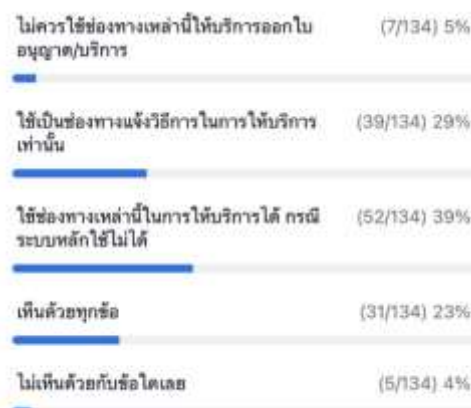 ไม่ควรใช้ช่องทางเหล่านี้ให้บริการออกใบ (7/134) 5%
อนุญาต/บริการ
ใช้เป็นช่องทางแจ้งวิธีการในการให้บริการ (39/134) 29%
เท่านั้น
ใช้ช่องทางเหล่านี้ในการให้บริการได้ กรณี (52/134) 39%
ระบบหลักใช้ไม่ได้
เห็นด้วยทุกข้อ (31/134) 23%
ไม่เห็นด้วยกับข้อใดเลย (5/134) 4%